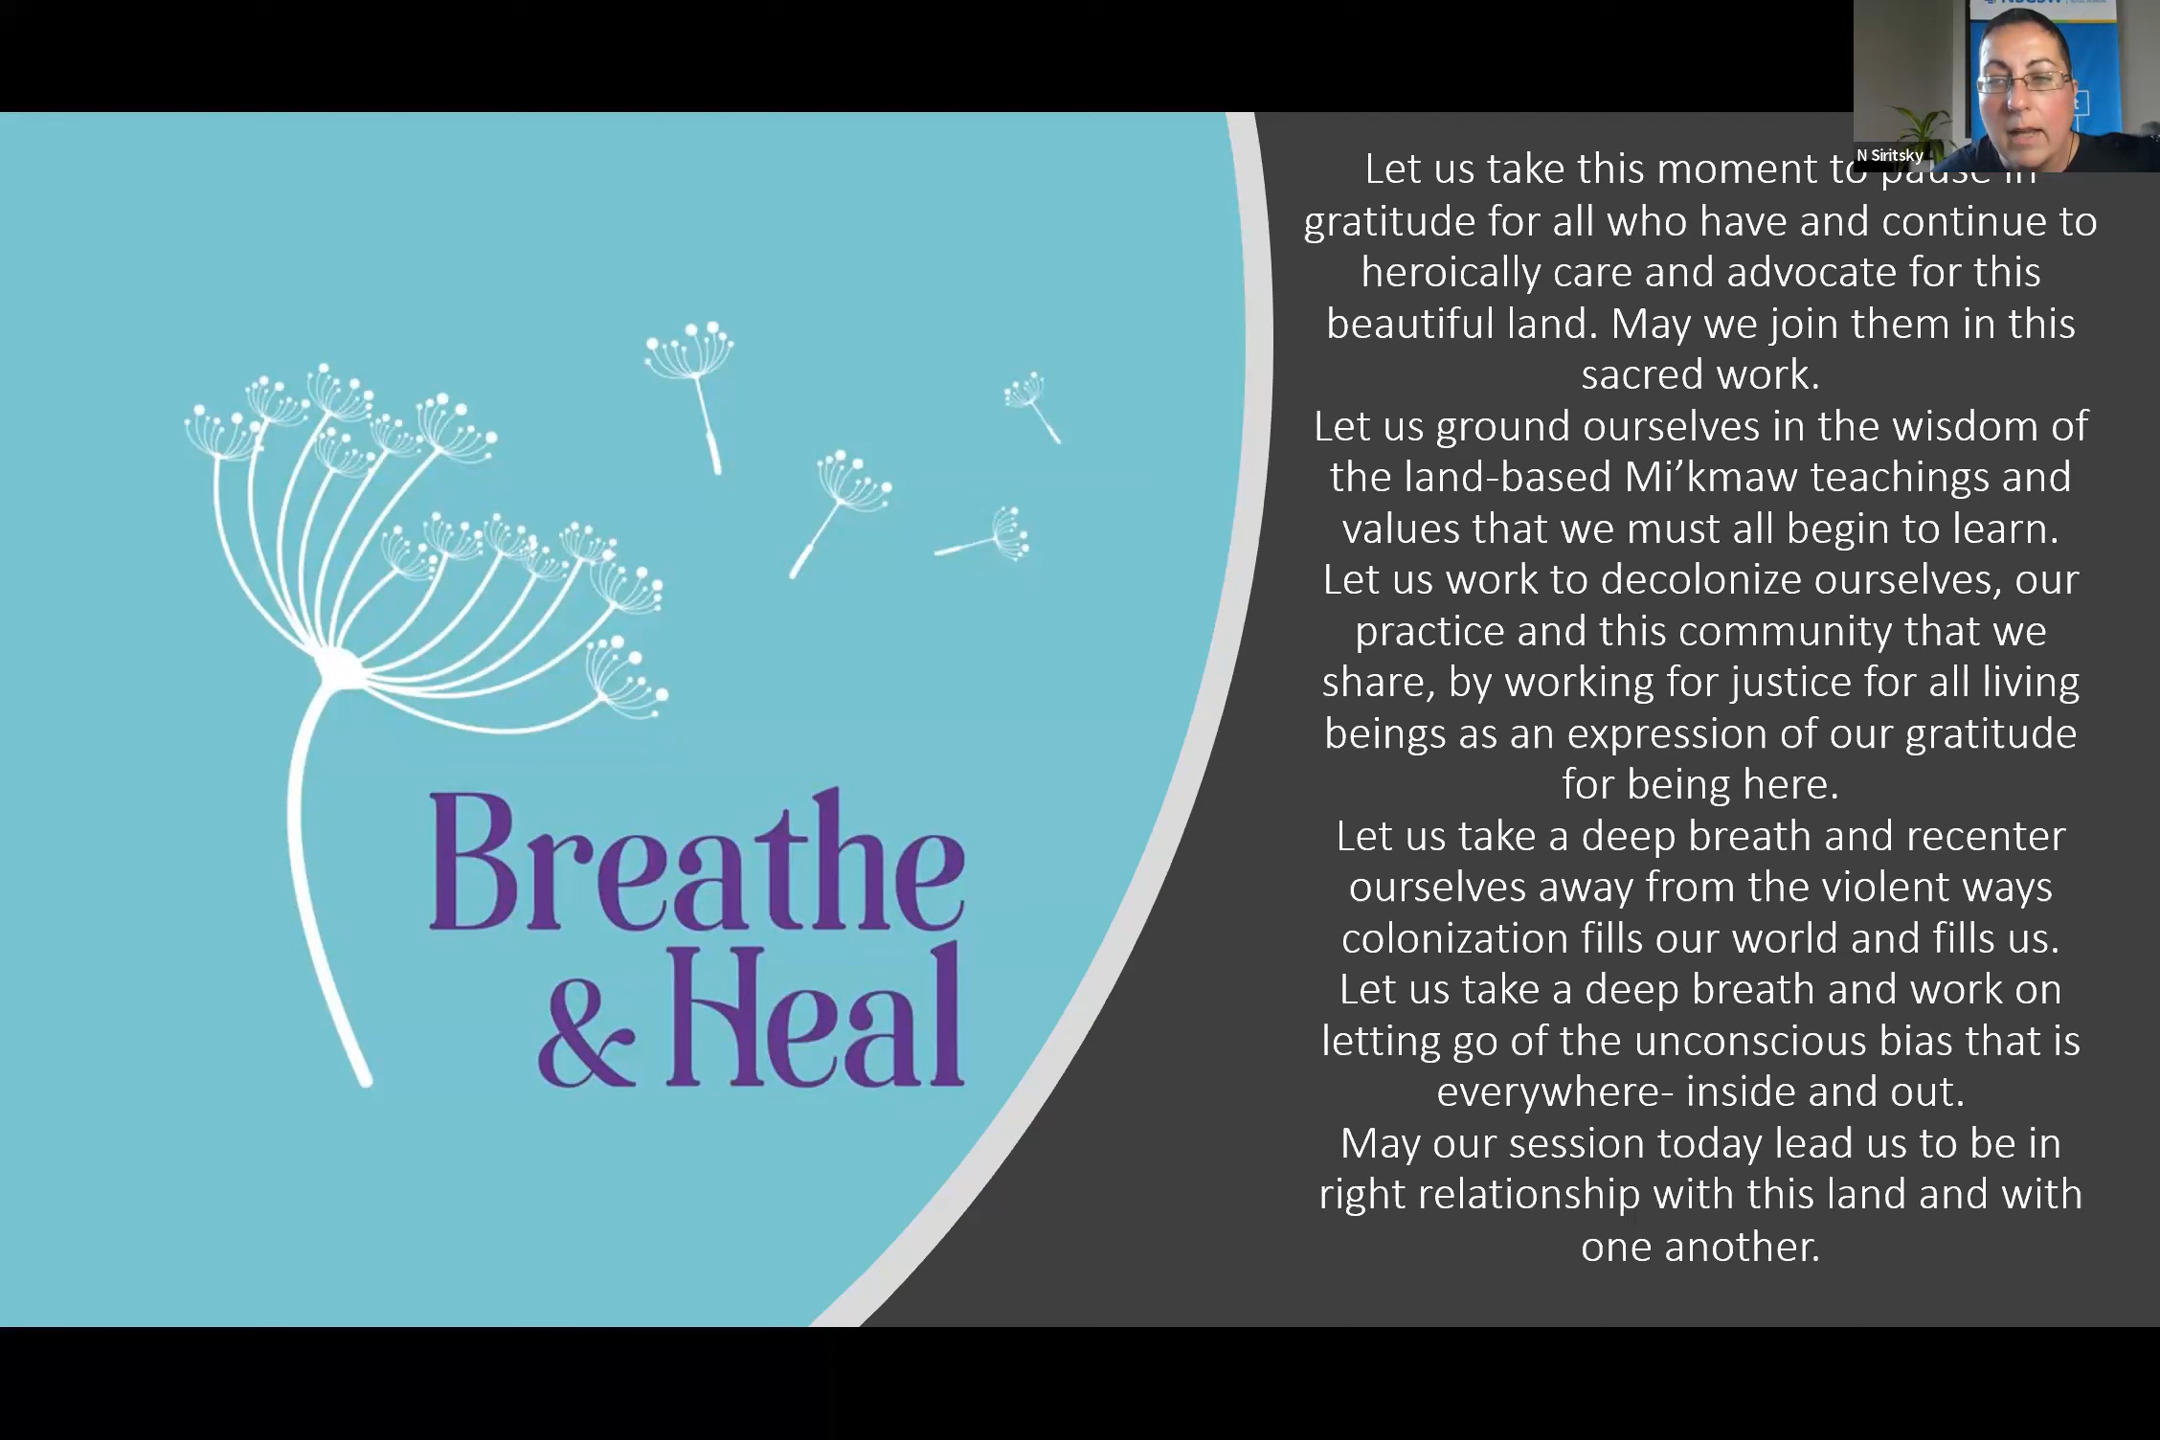 N Siritsky
Let us take this moment to pause in
gratitude for all who have and continue to
heroically care and advocate for this
beautiful land. May we join them in this
sacred work.
Let us ground ourselves in the wisdom of
the land-based Mi’kmaw teachings and
values that we must all begin to learn.
Let us work to decolonize ourselves, our
practice and this community that we
share, by working for justice for all living
beings as an expression of our gratitude
for being here.
Let us take a deep breath and recenter
ourselves away from the violent ways
colonization fills our world and fills us.
Let us take a deep breath and work on
letting go of the unconscious bias that is
everywhere- inside and out.
May our session today lead us to be in
right relationship with this land and with
one another.
Breathe
& Heal